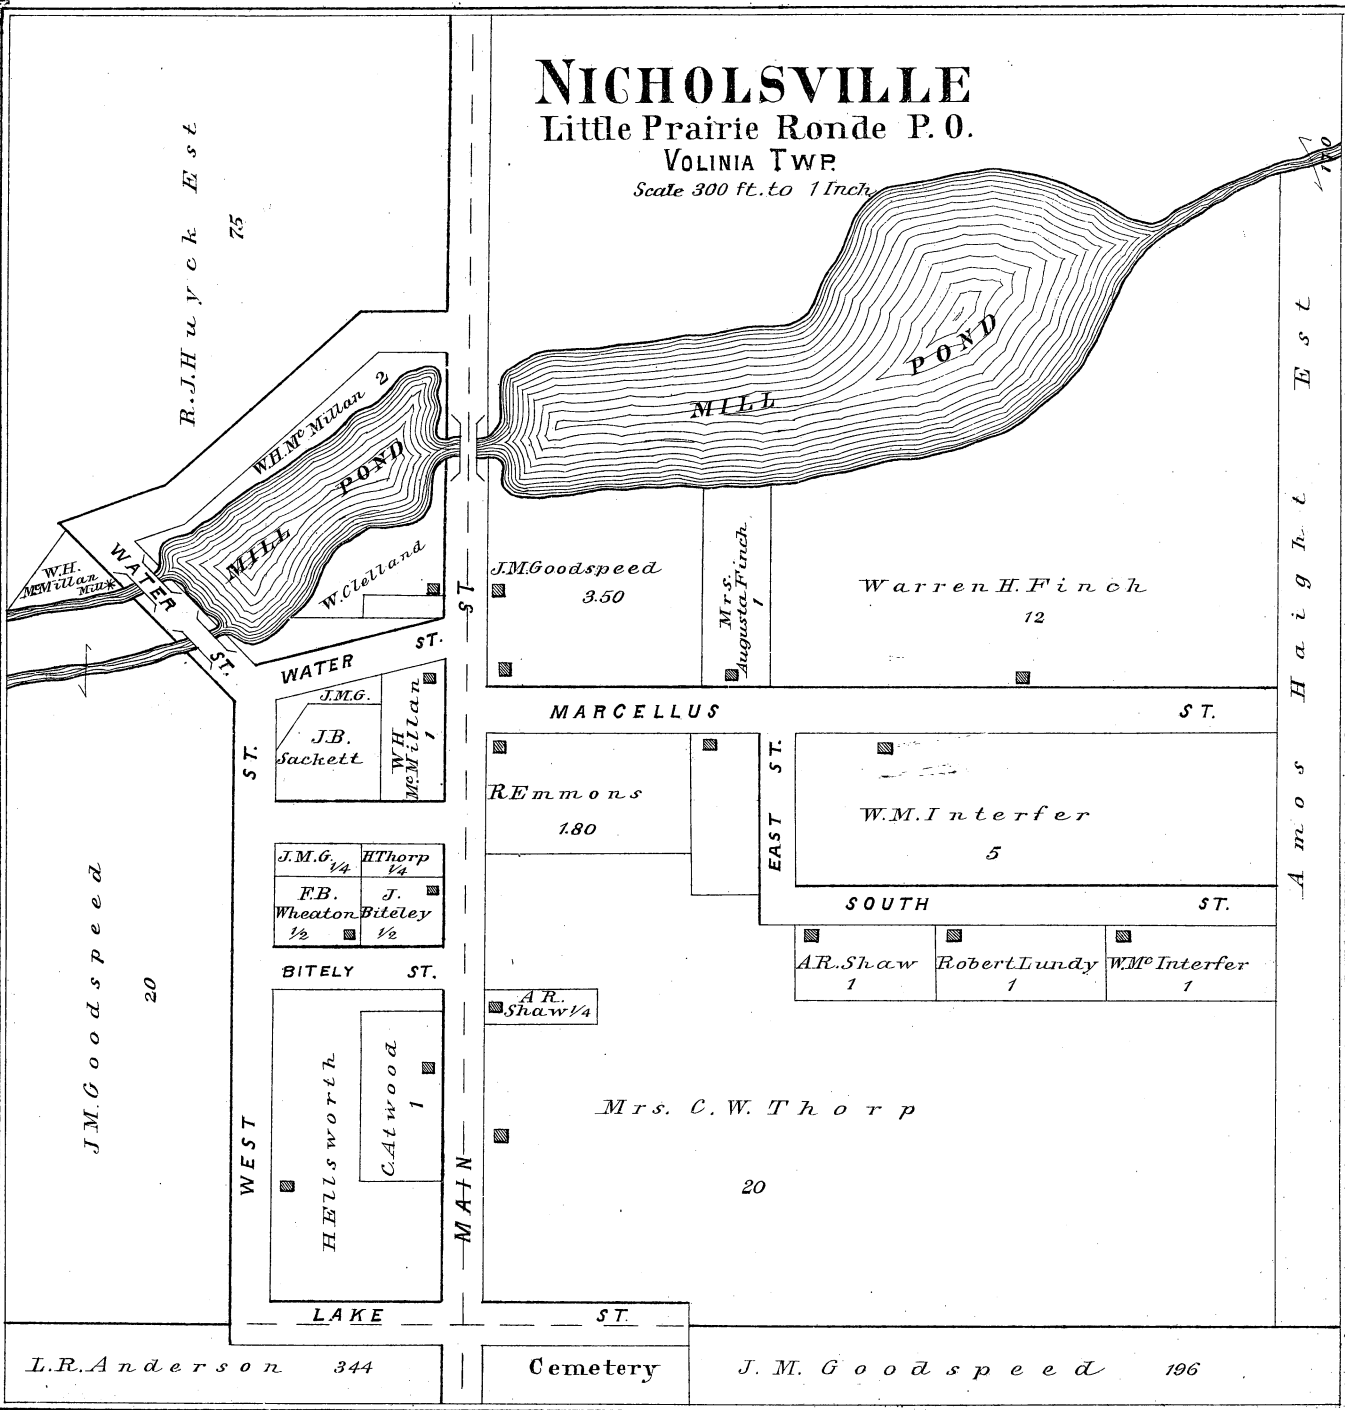 NICHOLSVILLE
Little Prairie Ronde P.O.
VOLINIA TWP.
Scale 300 ft. to 1 Inch
R.J. Huyck Est
75
170
W.H. Mc Millan 2
MILL POND
MILL POND
W.H.
McMillan
Mill
WATER ST.
W. Clelland
J.M. Goodspeed
3.50
Mrs.
Augusta Finch
1
Warren H. Finch
12
Amos Haight Est
WATER ST.
ST.
J.M.G.
J.B.
Sackett
W H
McMillan
1
MARCELLUS ST.
R Emmons
1.80
EAST ST.
W.M. Interfer
5
J.M.G.
1/4
H Thorp
1/4
F.B.
Wheaton
1/2
J.
Biteley
1/2
SOUTH ST.
A.R. Shaw
1
Robert Lundy
1
W.Mc Interfer
1
BITELY ST.
A R.
Shaw 1/4
J M. Goodspeed
20
WEST ST.
H Ellsworth
C. Atwood
1
MAIN
Mrs. C. W. Thorp
20
LAKE ST.
L.R. Anderson 344
Cemetery
J. M. Goodspeed 196